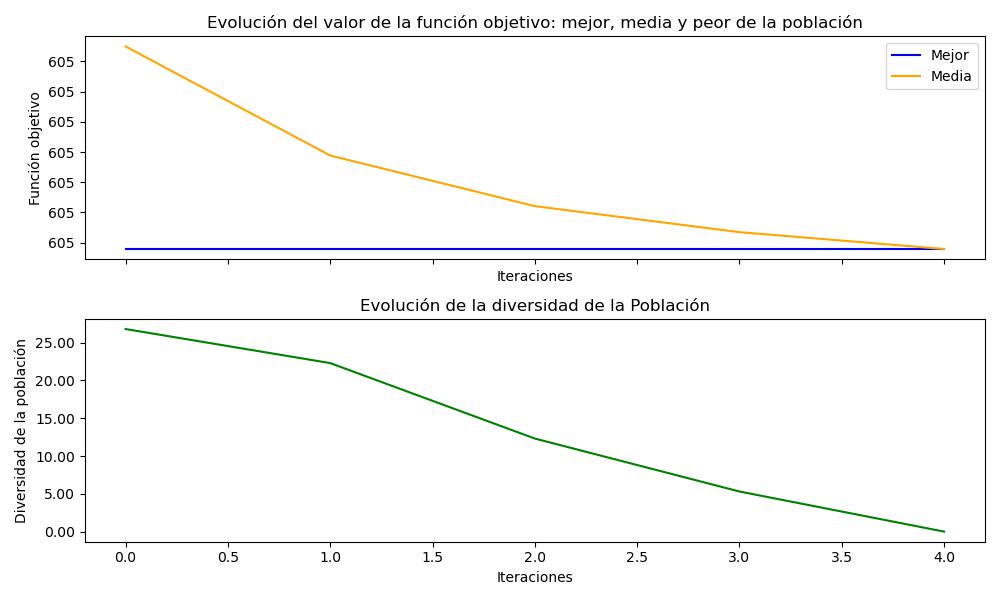 Evolución del valor de la función objetivo: mejor, media y peor de la población
Función objetivo
605
605
605
605
605
605
605
Mejor
Media
Iteraciones
Evolución de la diversidad de la Población
Diversidad de la población
25.00
20.00
15.00
10.00
5.00
0.00
0.0 0.5 1.0 1.5 2.0 2.5 3.0 3.5 4.0
Iteraciones